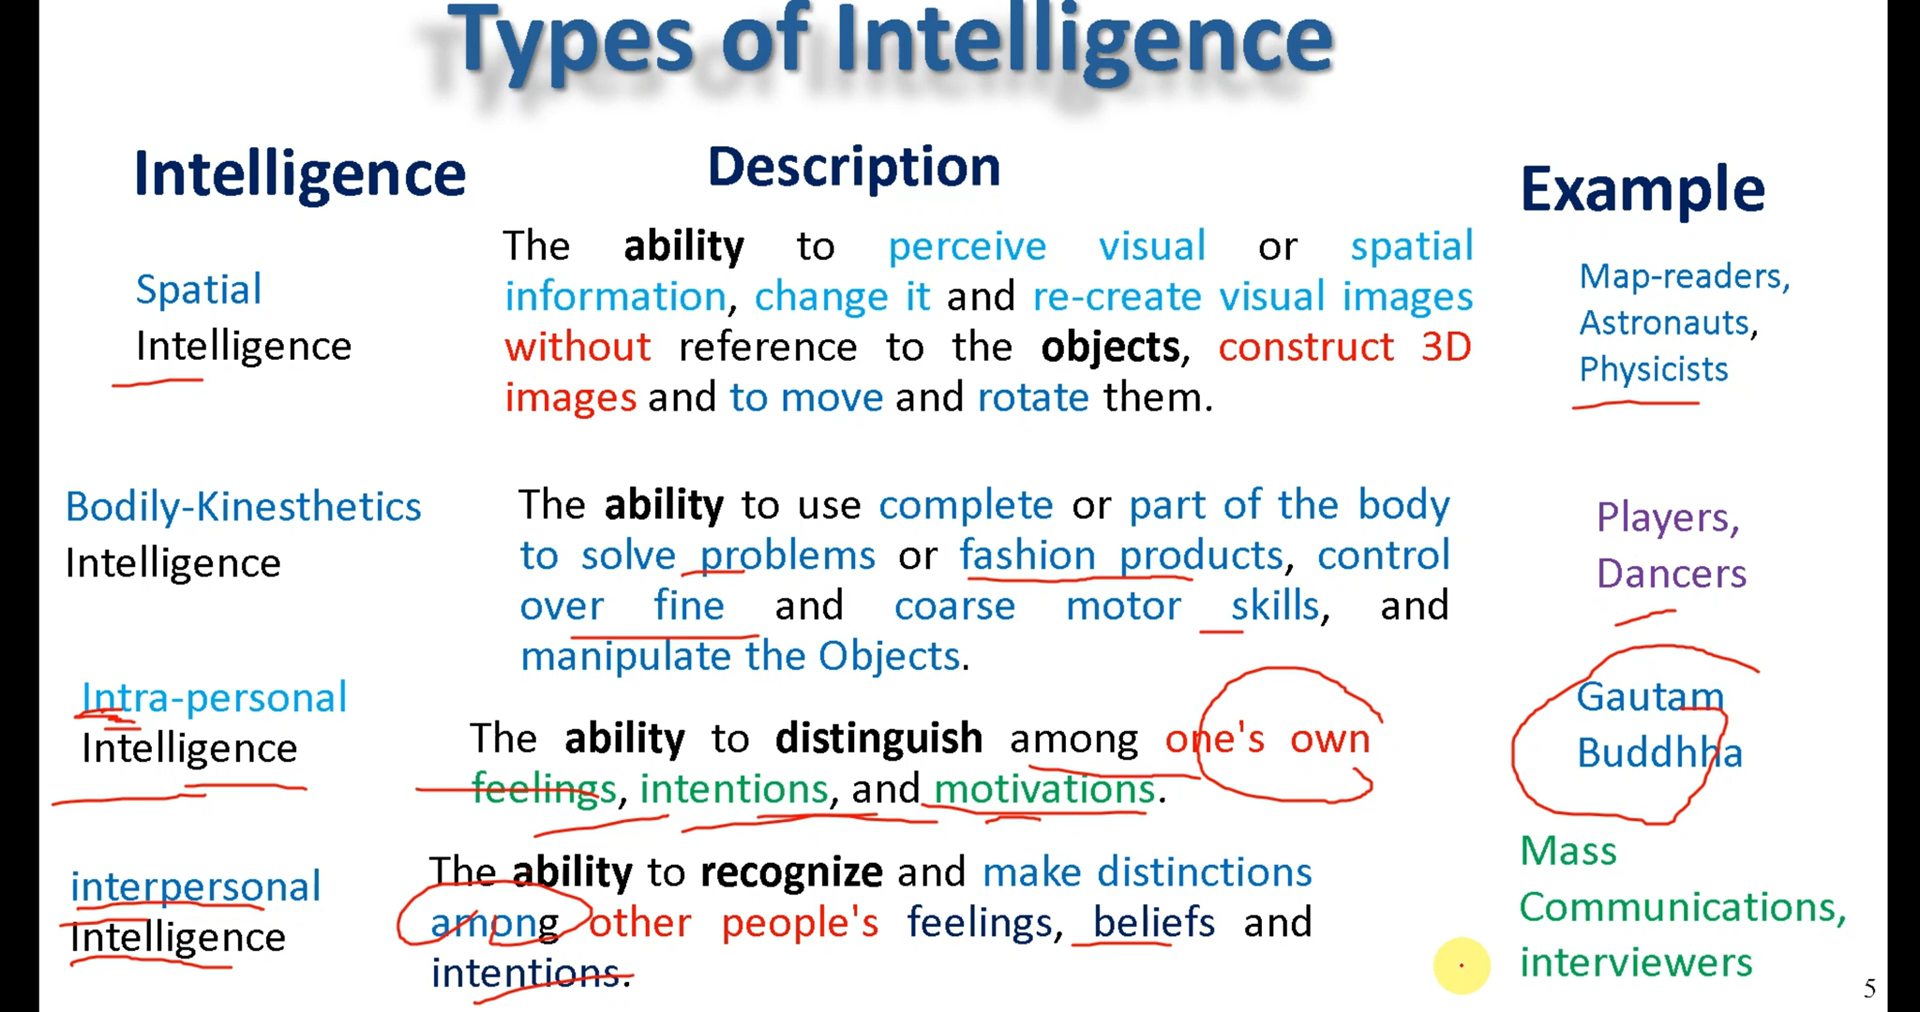 Types of Intelligence
Intelligence
Description
Example
Spatial
Intelligence
The ability to perceive visual or spatial
information, change it and re-create visual images
without reference to the objects, construct 3D
images and to move and rotate them.
Map-readers,
Astronauts,
Physicists
Bodily-Kinesthetics
Intelligence
The ability to use complete or part of the body
to solve problems or fashion products, control
over fine and coarse motor skills, and
manipulate the Objects.
Players,
Dancers
Intra-personal
Intelligence
The ability to distinguish among one's own
feelings, intentions, and motivations.
Gautam
Buddhha
interpersonal
Intelligence
The ability to recognize and make distinctions
among other people's feelings, beliefs and
intentions.
Mass
Communications,
interviewers
5